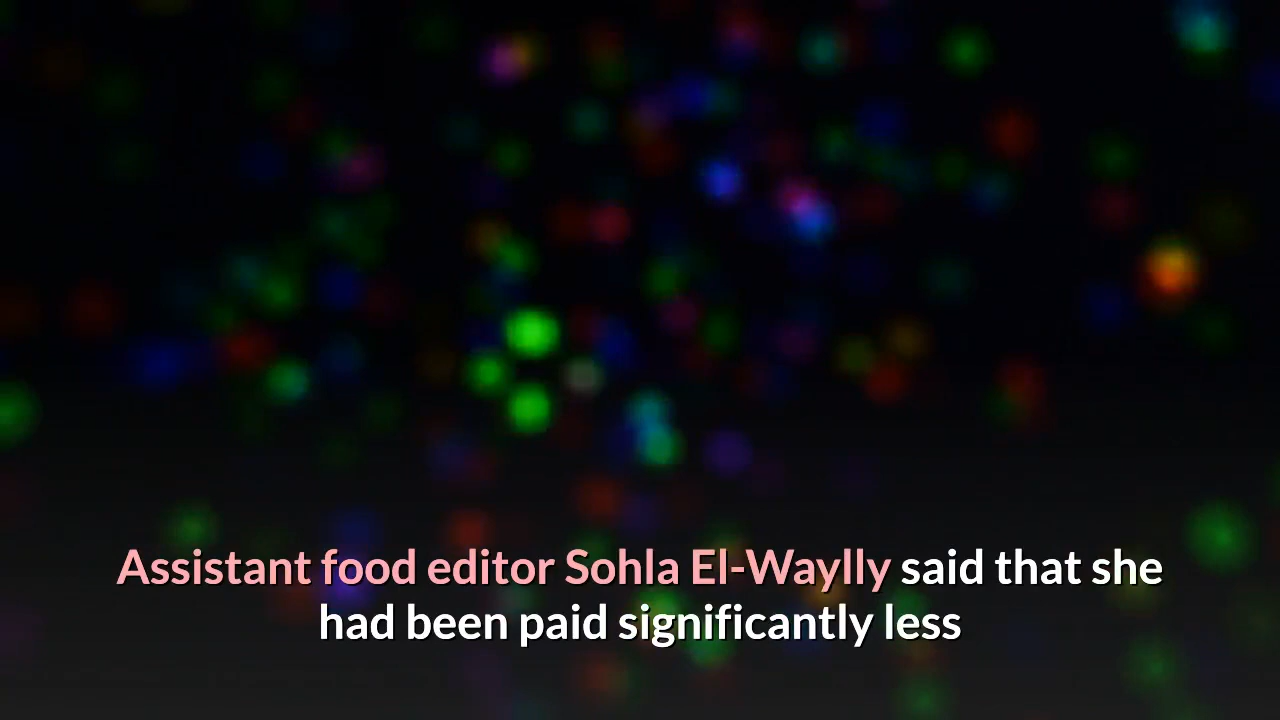 Assistant food editor Sohla El-Waylly said that she
had been paid significantly less